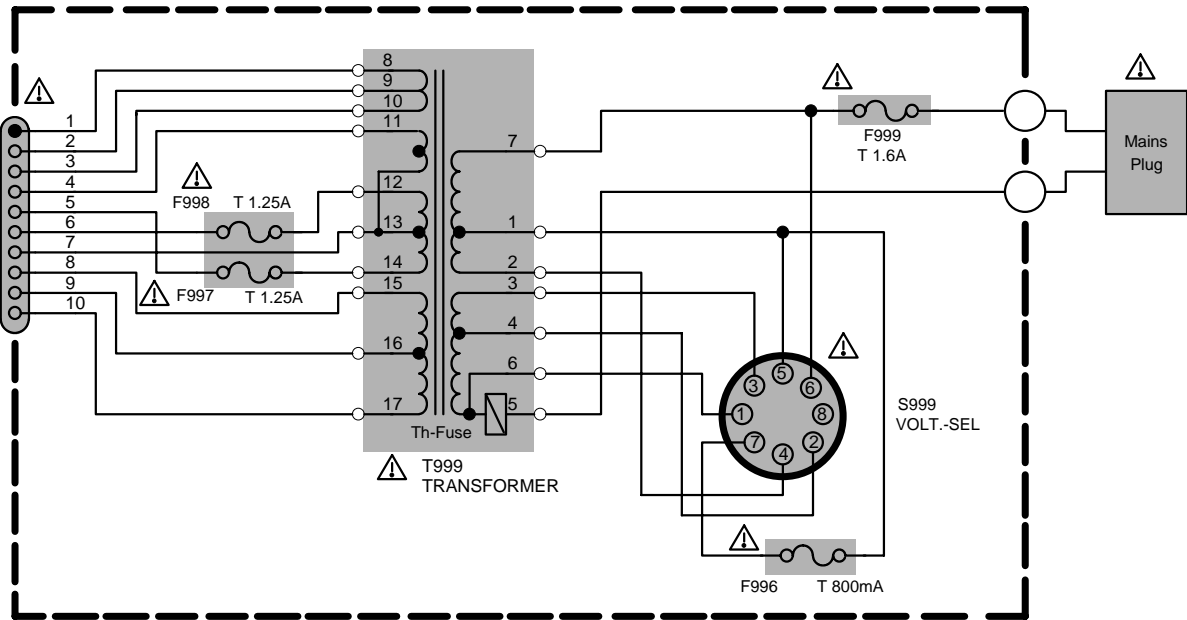 1
2
3
4
5
6
7
8
9
10
F998 T 1.25A
F997 T 1.25A
8
9
10
11
12
13
14
15
16
17
7
1
2
3
4
6
5
Th-Fuse
T999
TRANSFORMER
F999
T 1.6A
Mains
Plug
3
5
6
1
8
7
4
2
S999
VOLT.-SEL
F996 T 800mA